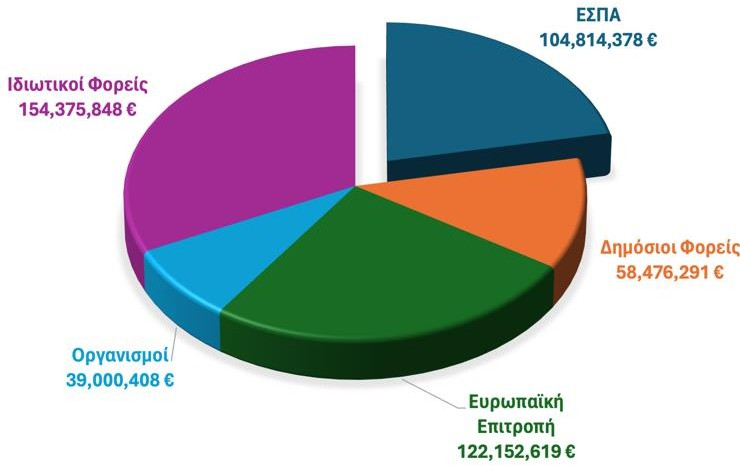 ΕΣΠΑ
104,814,378 €
Ιδιωτικοί Φορείς
154,375,848 €
Δημόσιοι Φορείς
58,476,291 €
Οργανισμοί
39,000,408 €
Ευρωπαϊκή
Επιτροπή
122,152,619 €